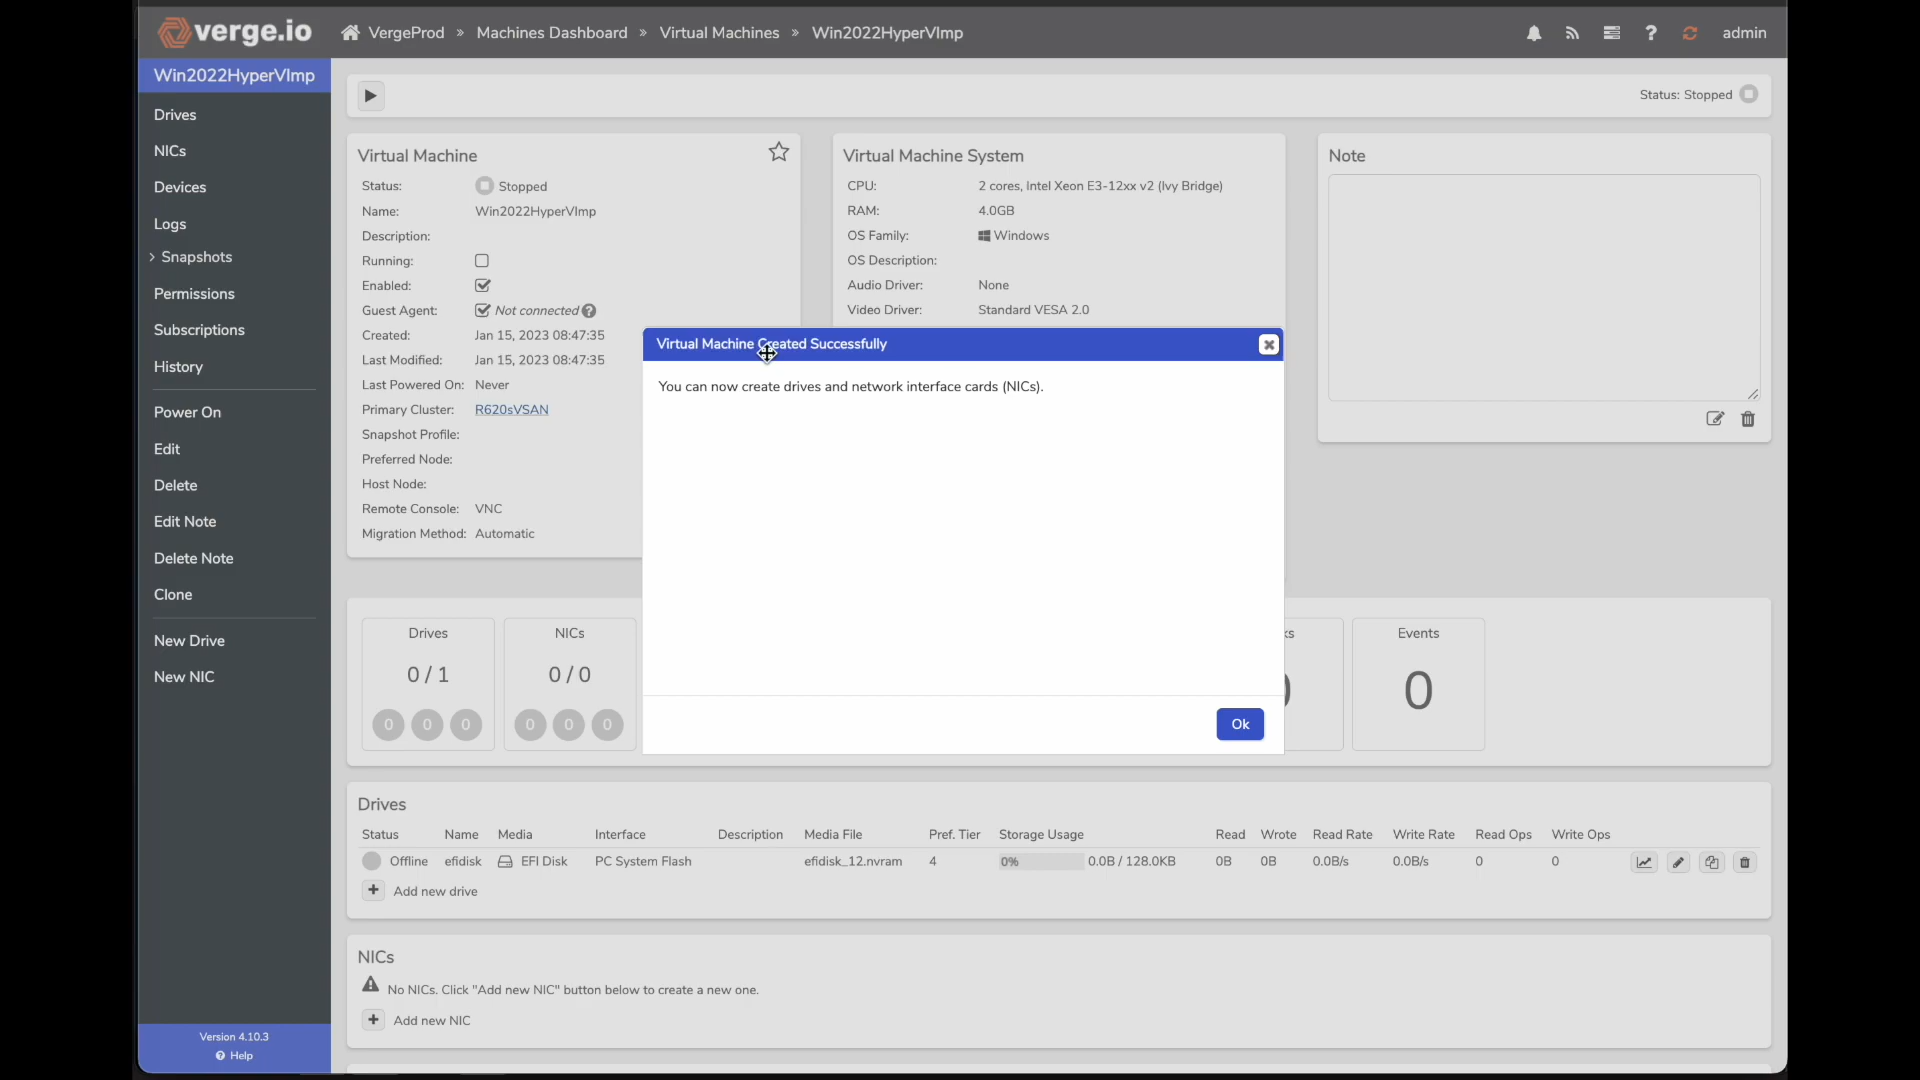 verge.io
VergeProd » Machines Dashboard » Virtual Machines » Win2022HyperVImp
admin
Win2022HyperVImp
Drives
NICs
Devices
Logs
Snapshots
Permissions
Subscriptions
History
Power On
Edit
Delete
Edit Note
Delete Note
Clone
New Drive
New NIC
Version 4.10.3
Help
Status: Stopped
Virtual Machine
Status: Stopped
Name: Win2022HyperVImp
Description:
Running:
Enabled:
Guest Agent: Not connected
Created: Jan 15, 2023 08:47:35
Last Modified: Jan 15, 2023 08:47:35
Last Powered On: Never
Primary Cluster: R620sVSAN
Snapshot Profile:
Preferred Node:
Host Node:
Remote Console: VNC
Migration Method: Automatic
Virtual Machine System
CPU: 2 cores, Intel Xeon E3-12xx v2 (Ivy Bridge)
RAM: 4.0GB
OS Family: Windows
OS Description:
Audio Driver: None
Video Driver: Standard VESA 2.0
Note
Virtual Machine Created Successfully
You can now create drives and network interface cards (NICs).
Ok
Drives
0 / 1
0 0 0
NICs
0 / 0
0 0 0
Events
0
Drives
Status Name Media Interface Description Media File Pref. Tier Storage Usage Read Wrote Read Rate Write Rate Read Ops Write Ops
Offline efidisk EFI Disk PC System Flash efidisk_12.nvram 4 0% 0.0B / 128.0KB 0B 0B 0.0B/s 0.0B/s 0 0
Add new drive
NICs
No NICs. Click "Add new NIC" button below to create a new one.
Add new NIC